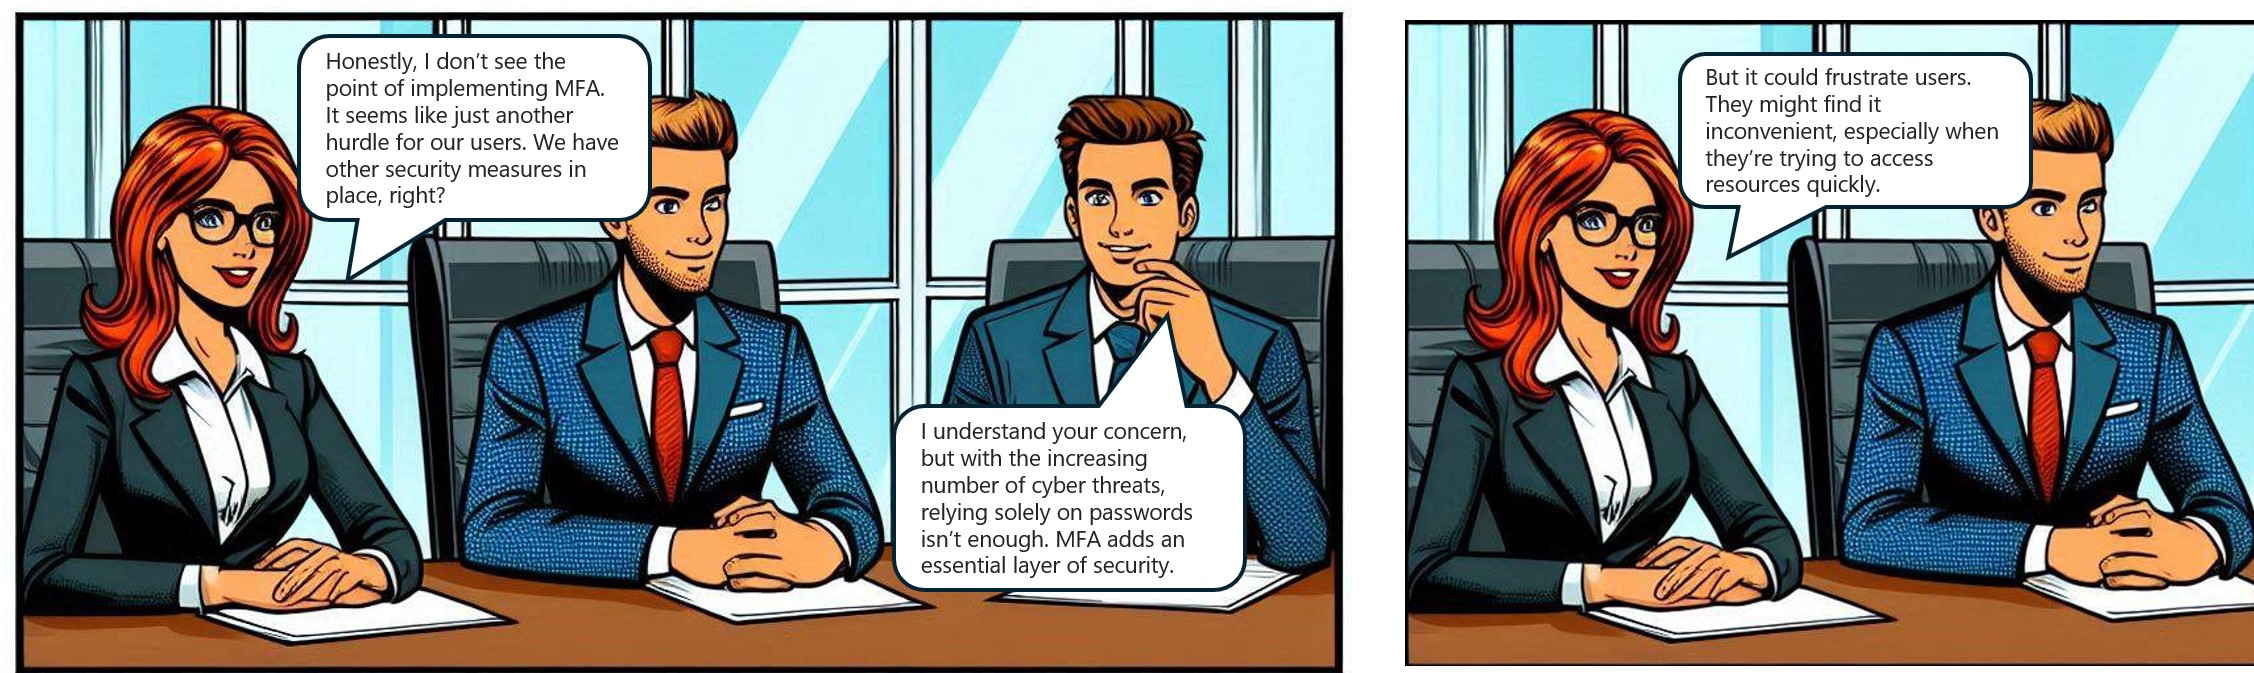 Honestly, I don’t see the
point of implementing MFA.
It seems like just another
hurdle for our users. We have
other security measures in
place, right?
I understand your concern,
but with the increasing
number of cyber threats,
relying solely on passwords
isn’t enough. MFA adds an
essential layer of security.
But it could frustrate users.
They might find it
inconvenient, especially when
they’re trying to access
resources quickly.